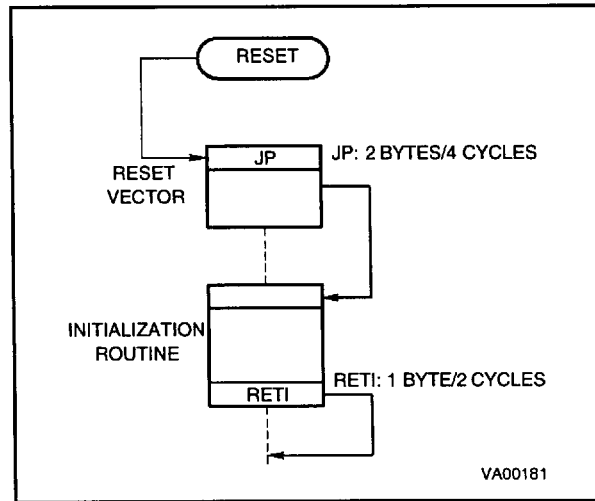 RESET
JP
JP: 2 BYTES/4 CYCLES
RESET
VECTOR
INITIALIZATION
ROUTINE
RETI: 1 BYTE/2 CYCLES
RETI
VA00181